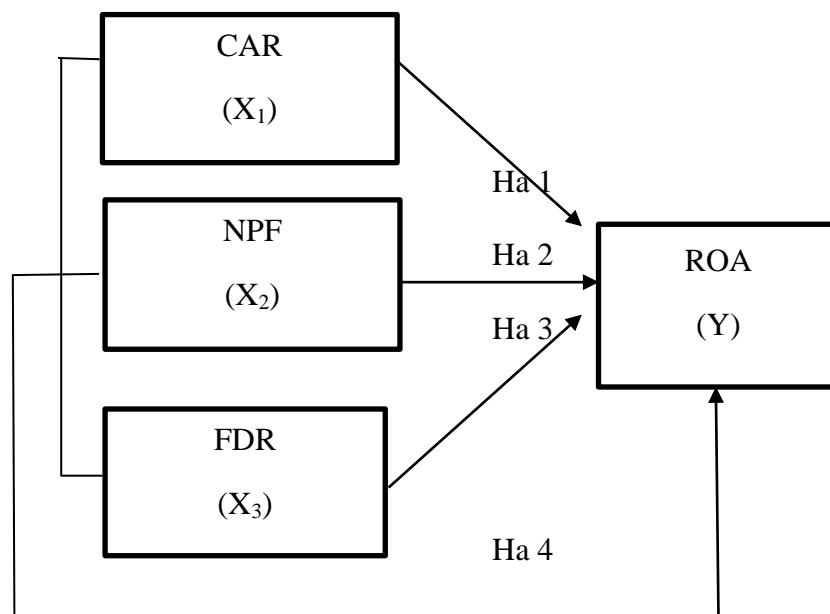 CAR
(X₁)
Ha 1
NPF
(X₂)
Ha 2
ROA
(Y)
Ha 3
FDR
(X₃)
Ha 4